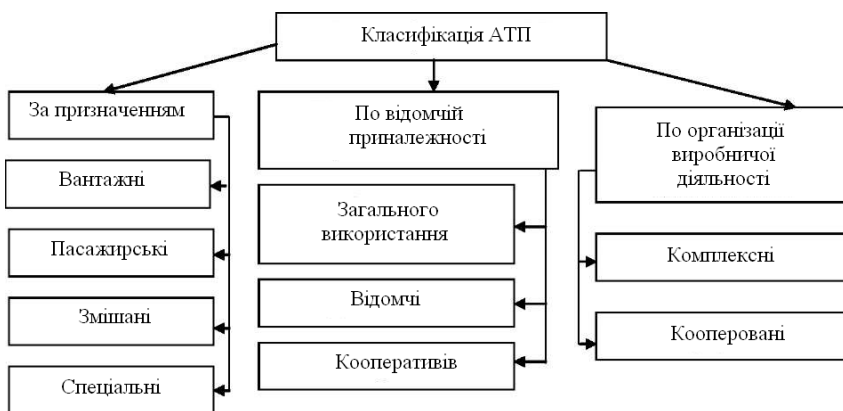 Класифікація АТП
За призначенням
Вантажні
Пасажирські
Змішані
Спеціальні
По відомчій
приналежності
Загального
використання
Відомчі
Кооперативів
По організації
виробничої
діяльності
Комплексні
Кооперовані